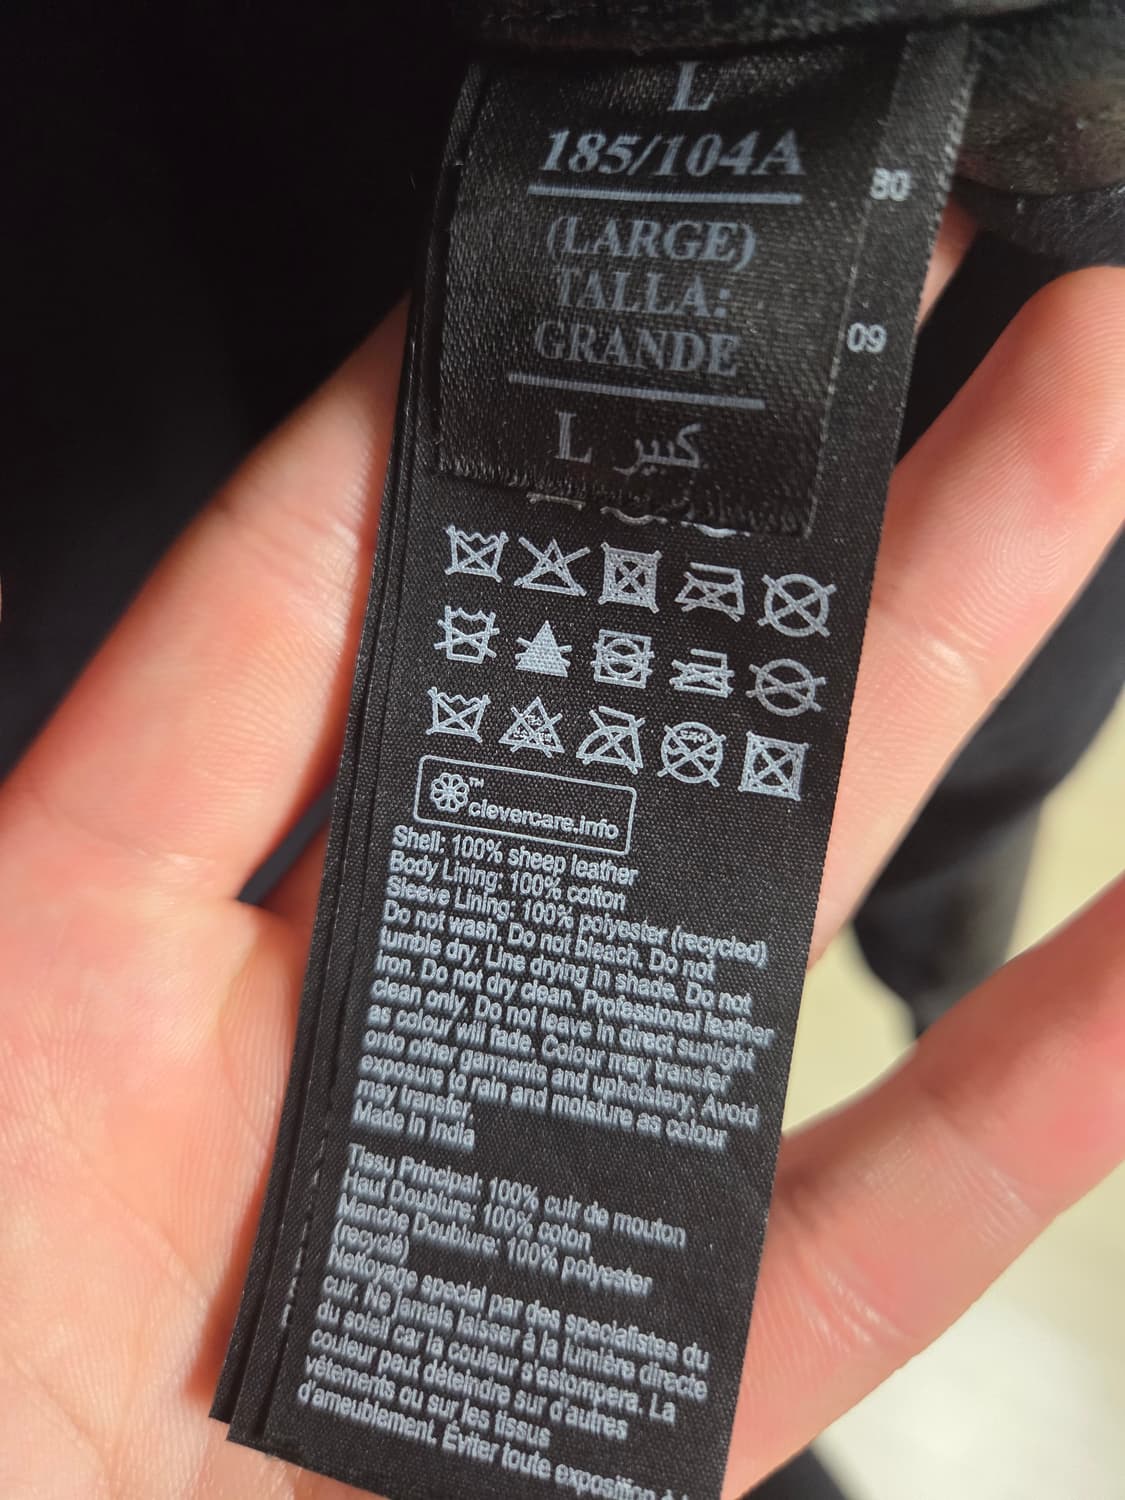 L
185/104A
(LARGE)
TALLA:
GRANDE
L كبير
80
09
™
clevercare.info
Shell: 100% sheep leather
Body Lining: 100% cotton
Sleeve Lining: 100% polyester (recycled)
Do not wash. Do not bleach. Do not
tumble dry. Line drying in shade. Do not
iron. Do not dry clean. Professional leather
clean only. Do not leave in direct sunlight
as colour will fade. Colour may transfer
onto other garments and upholstery. Avoid
exposure to rain and moisture as colour
may transfer.
Made in India
Tissu Principal: 100% cuir de mouton
Haut Doublure: 100% coton
Manche Doublure: 100% polyester
(recyclé)
Nettoyage special par des specialistes du
cuir. Ne jamais laisser à la lumière directe
du soleil car la couleur s'estompera. La
couleur peut déteindre sur d'autres
vêtements ou sur les tissus
d'ameublement. Éviter toute exposition à